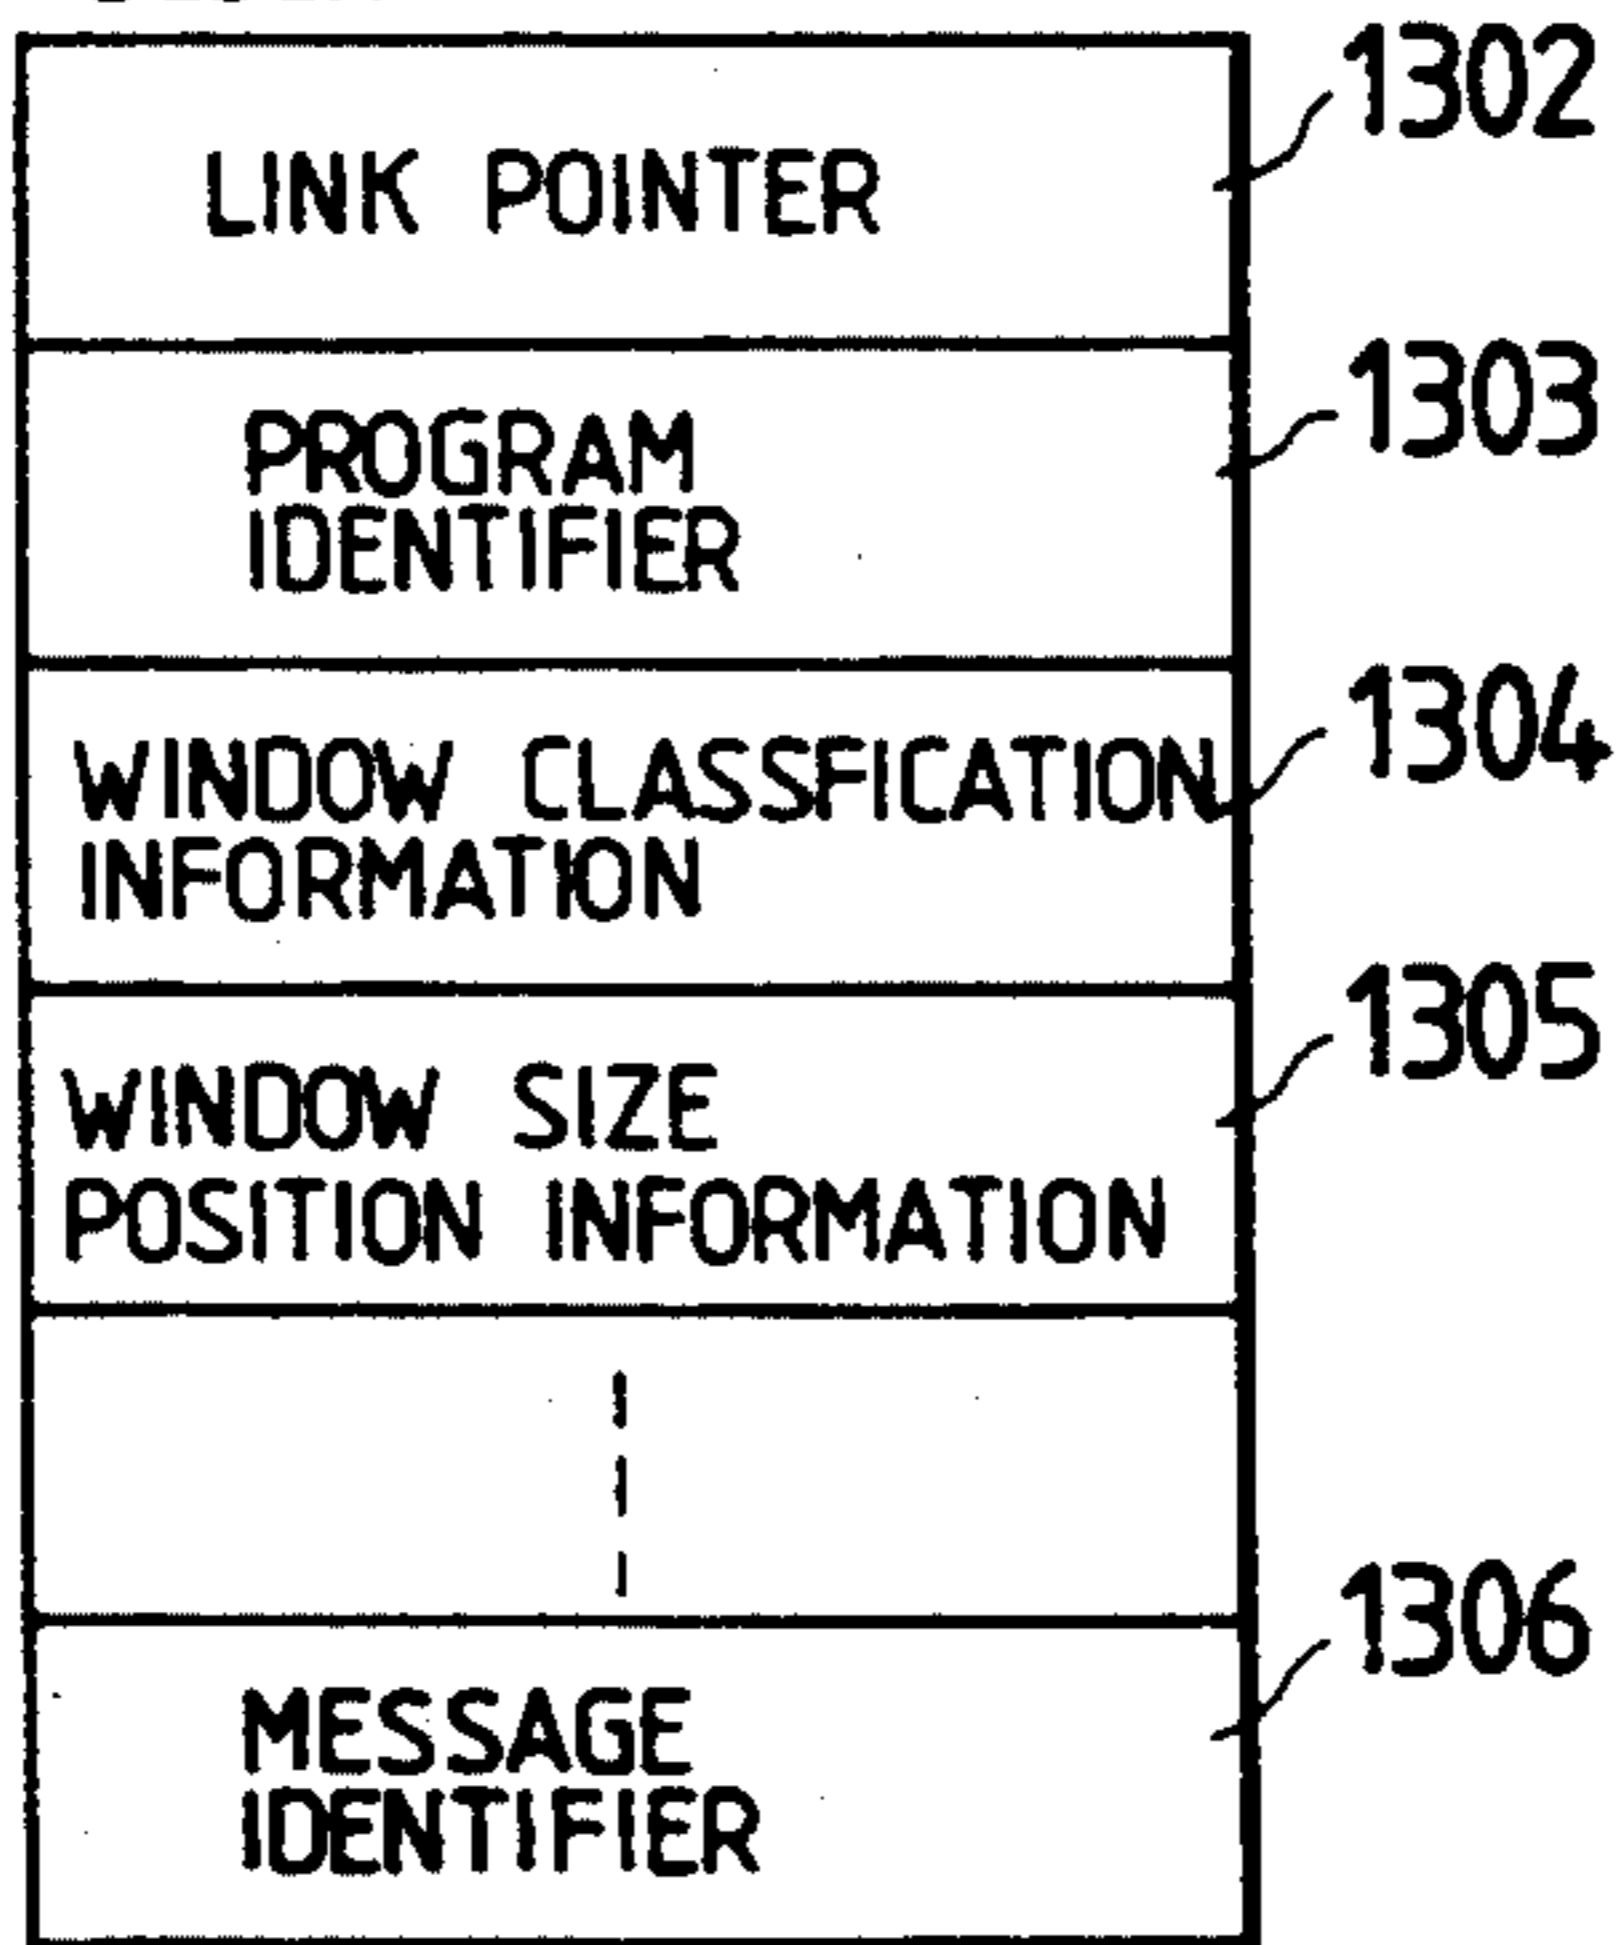 LINK POINTER
1302
PROGRAM
IDENTIFIER
1303
WINDOW CLASSFICATION
INFORMATION
1304
WINDOW SIZE
POSITION INFORMATION
1305
MESSAGE
IDENTIFIER
1306